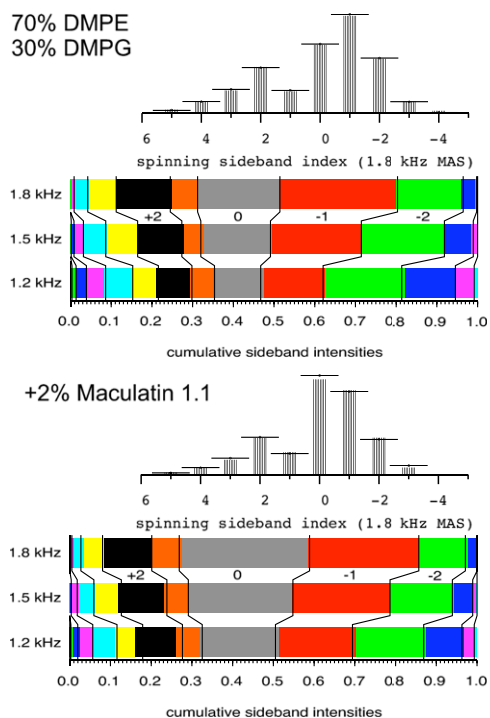 70% DMPE
30% DMPG
6 4 2 0 -2 -4
spinning sideband index (1.8 kHz MAS)
1.8 kHz
+2 0 -1 -2
1.5 kHz
1.2 kHz
0.0 0.1 0.2 0.3 0.4 0.5 0.6 0.7 0.8 0.9 1.0
cumulative sideband intensities
+2% Maculatin 1.1
6 4 2 0 -2 -4
spinning sideband index (1.8 kHz MAS)
1.8 kHz
+2 0 -1 -2
1.5 kHz
1.2 kHz
0.0 0.1 0.2 0.3 0.4 0.5 0.6 0.7 0.8 0.9 1.0
cumulative sideband intensities